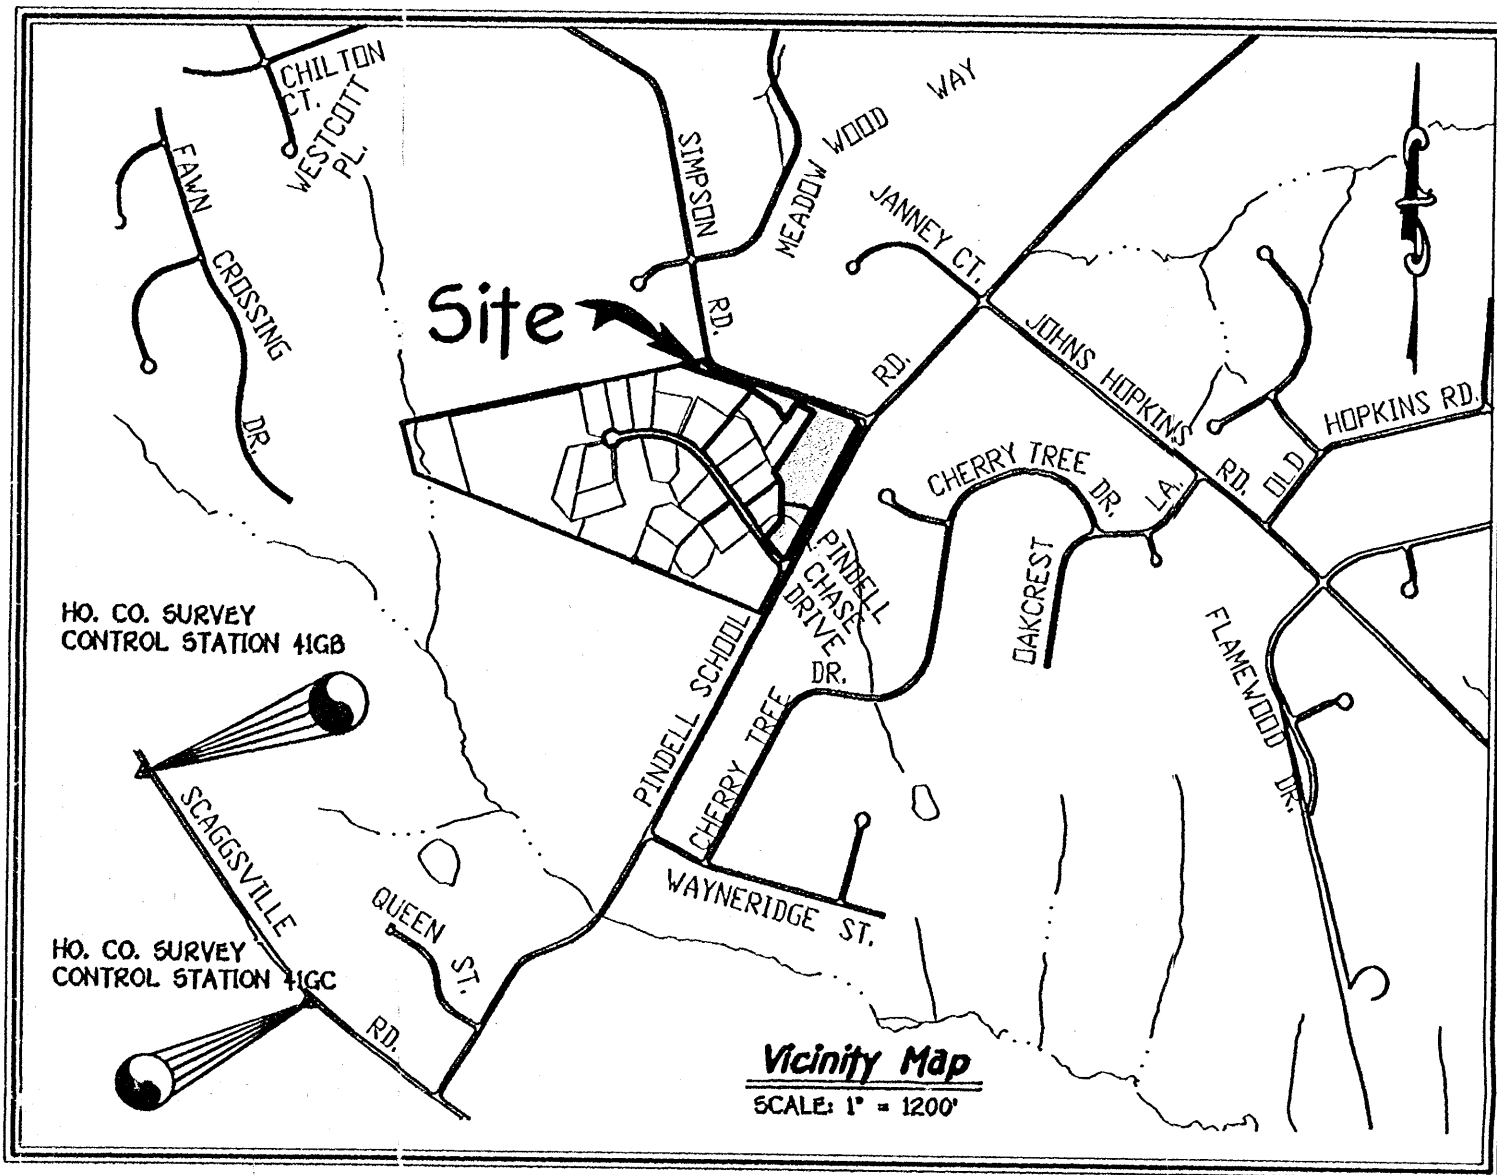 CHILTON
CT.
WESTCOTT
PL.
FAWN
CROSSING
DR.
SIMPSON
RD.
MEADOW WOOD WAY
JANNEY CT.
Site
RD.
JOHNS HOPKINS
RD.
OLD
HOPKINS RD.
CHERRY TREE
DR.
LA.
OAKCREST
PINDELL
CHASE
DRIVE
HO. CO. SURVEY
CONTROL STATION 41GB
PINDELL SCHOOL
CHERRY TREE
DR.
FLAMEWOOD
DR.
SCAGGSVILLE
RD.
QUEEN
ST.
WAYNERIDGE ST.
HO. CO. SURVEY
CONTROL STATION 41GC
Vicinity Map
SCALE: 1" = 1200'